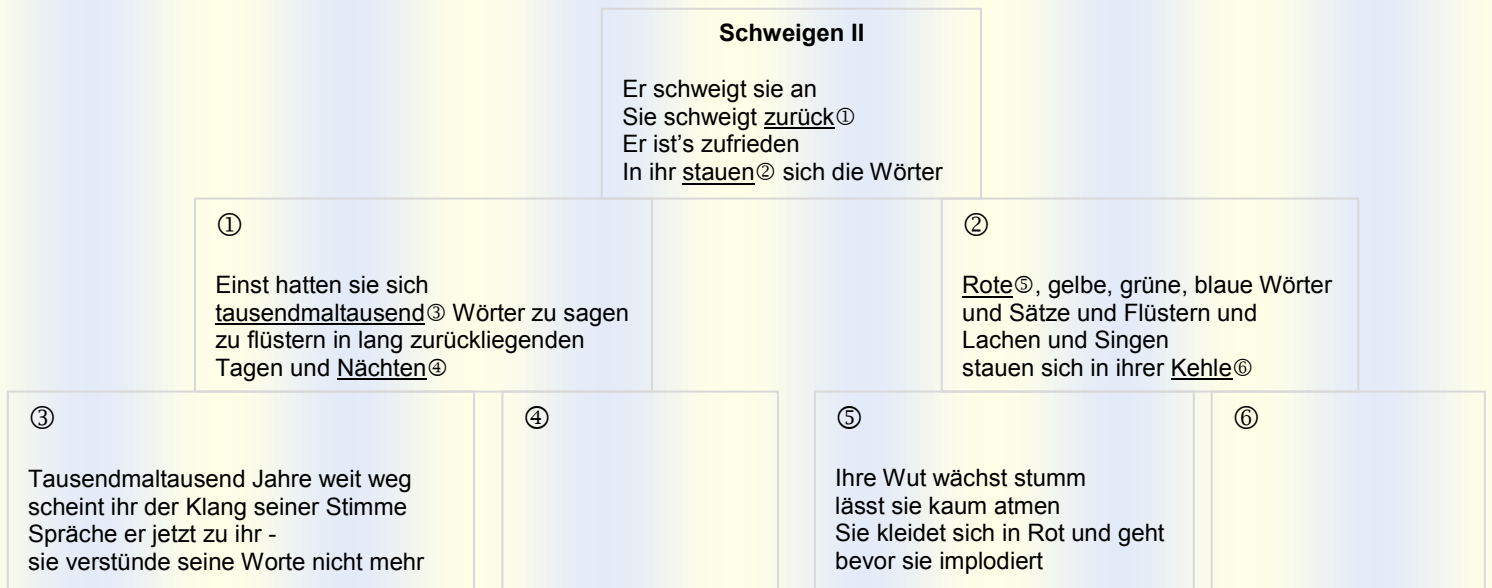 Schweigen II
Er schweigt sie an
Sie schweigt zurück①
Er ist's zufrieden
In ihr stauen② sich die Wörter
①
Einst hatten sie sich
tausendmaltausend③ Wörter zu sagen
zu flüstern in lang zurückliegenden
Tagen und Nächten④
②
Rote⑤, gelbe, grüne, blaue Wörter
und Sätze und Flüstern und
Lachen und Singen
stauen sich in ihrer Kehle⑥
③
Tausendmaltausend Jahre weit weg
scheint ihr der Klang seiner Stimme
Spräche er jetzt zu ihr -
sie verstünde seine Worte nicht mehr
④
⑤
Ihre Wut wächst stumm
lässt sie kaum atmen
Sie kleidet sich in Rot und geht
bevor sie implodiert
⑥